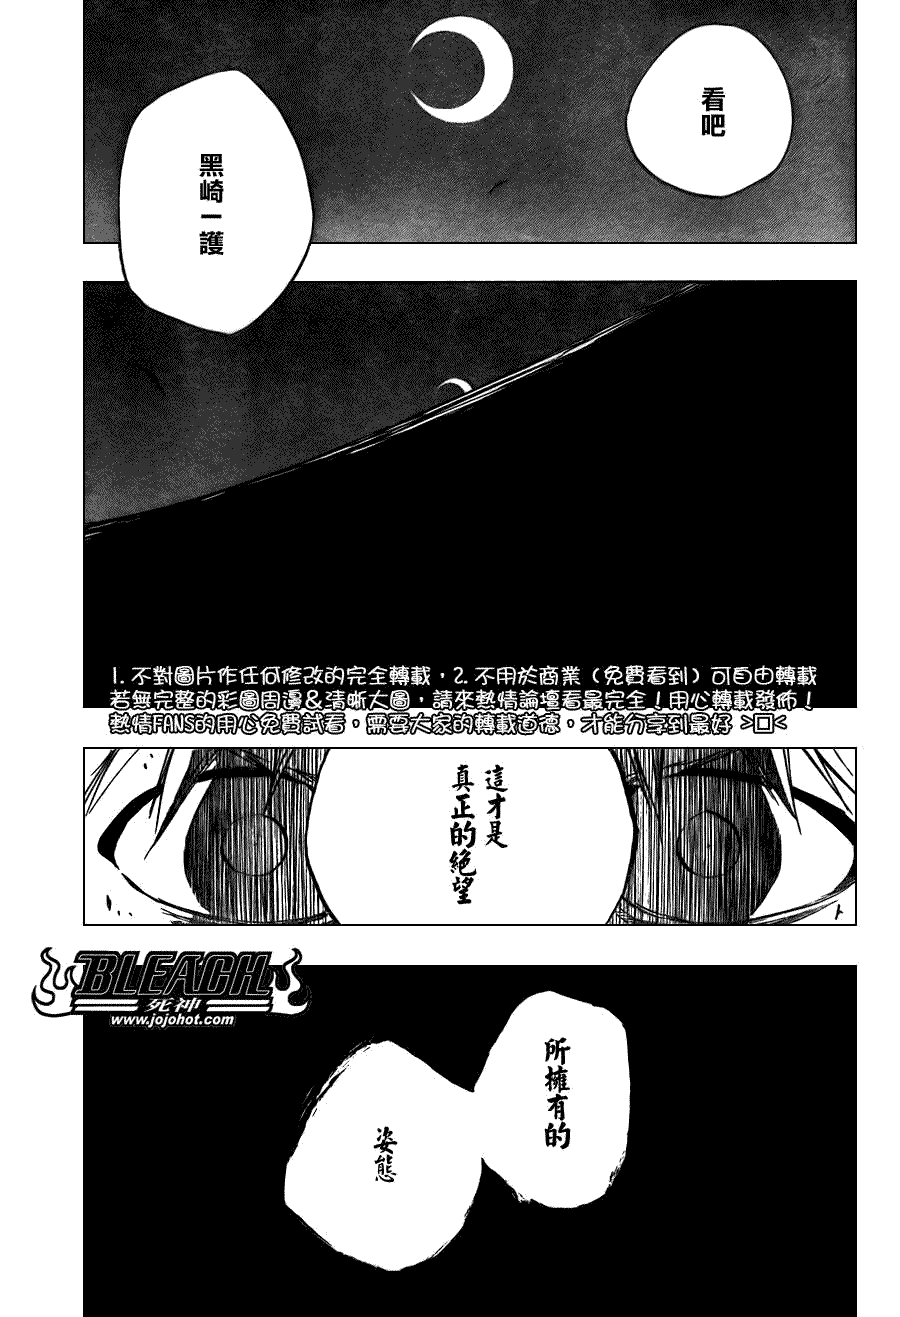 看吧
黑崎一護
1. 不對圖片作任何修改的完全轉載，2. 不用於商業（免費看到）可自由轉載
若無完整的彩圖周邊＆清晰大圖，請來熱情論壇看最完全！用心轉載發佈！
熱情FANS的用心免費試看，需要大家的轉載道德，才能分享到最好 >□<
這才是
真正的絕望
BLEACH
死神
www.jojohot.com
所擁有的
姿態